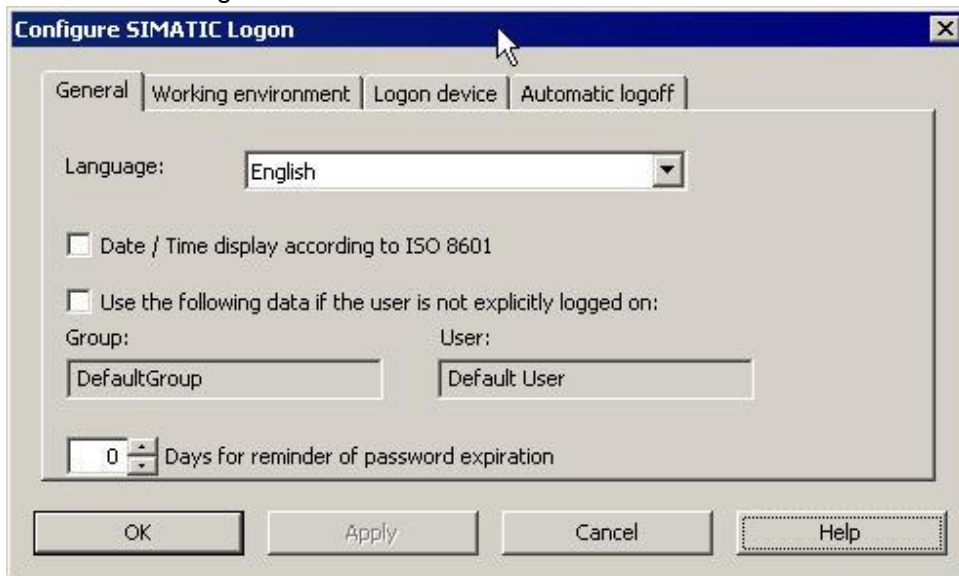 Configure SIMATIC Logon
General Working environment Logon device Automatic logoff
Language: English
Date / Time display according to ISO 8601
Use the following data if the user is not explicitly logged on:
Group: User:
DefaultGroup Default User
0 Days for reminder of password expiration
OK Apply Cancel Help